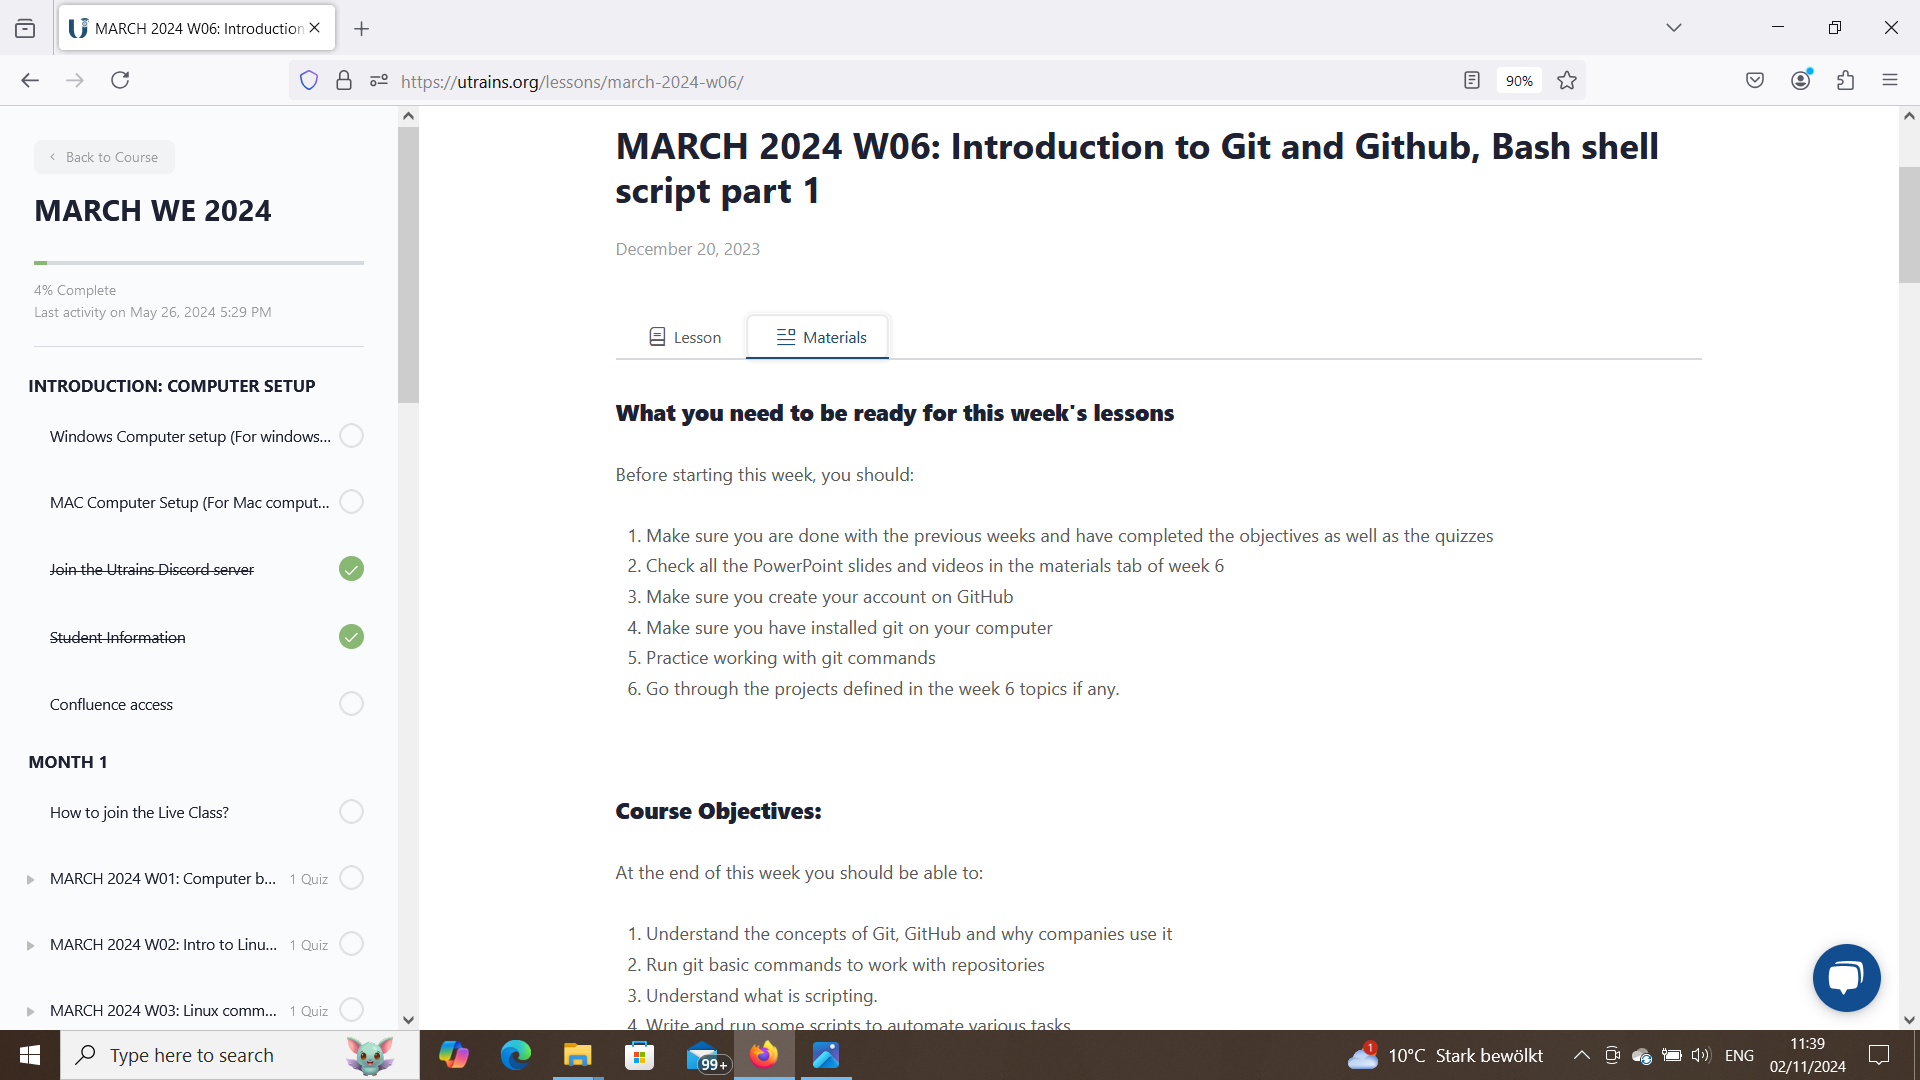 MARCH 2024 W06: Introduction
https://utrains.org/lessons/march-2024-w06/
90%
Back to Course
MARCH WE 2024
4% Complete
Last activity on May 26, 2024 5:29 PM
INTRODUCTION: COMPUTER SETUP
Windows Computer setup (For windows...
MAC Computer Setup (For Mac comput...
Join the Utrains Discord server
Student Information
Confluence access
MONTH 1
How to join the Live Class?
MARCH 2024 W01: Computer b... 1 Quiz
MARCH 2024 W02: Intro to Linu... 1 Quiz
MARCH 2024 W03: Linux comm... 1 Quiz
MARCH 2024 W06: Introduction to Git and Github, Bash shell
script part 1
December 20, 2023
Lesson
Materials
What you need to be ready for this week's lessons
Before starting this week, you should:
1. Make sure you are done with the previous weeks and have completed the objectives as well as the quizzes
2. Check all the PowerPoint slides and videos in the materials tab of week 6
3. Make sure you create your account on GitHub
4. Make sure you have installed git on your computer
5. Practice working with git commands
6. Go through the projects defined in the week 6 topics if any.
Course Objectives:
At the end of this week you should be able to:
1. Understand the concepts of Git, GitHub and why companies use it
2. Run git basic commands to work with repositories
3. Understand what is scripting.
4. Write and run some scripts to automate various tasks
Type here to search
99+
1
10°C Stark bewölkt
ENG
11:39
02/11/2024